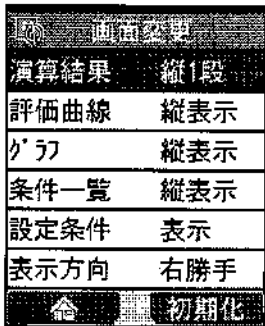 画面変更
演算結果 縦1段
評価曲線 縦表示
グラフ 縦表示
条件一覧 縦表示
設定条件 表示
表示方向 右勝手
初期化